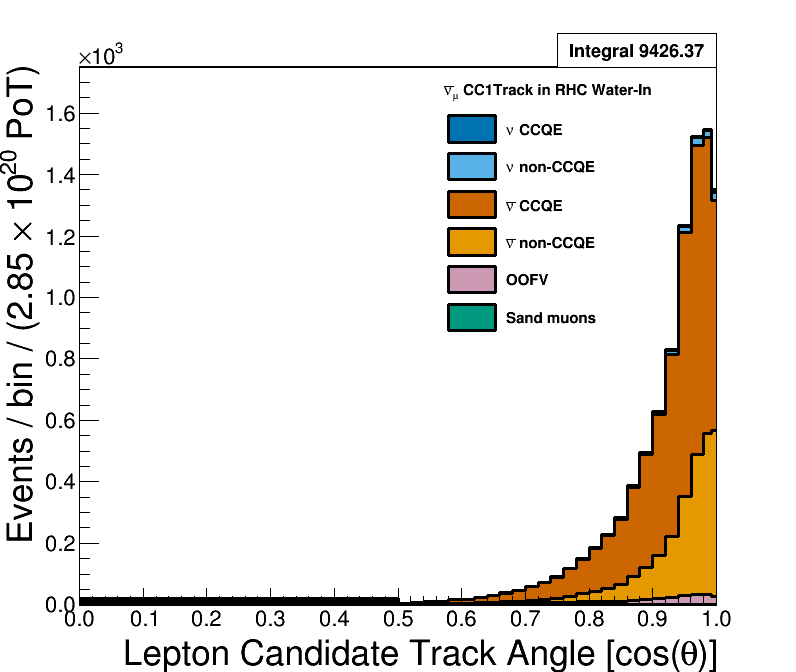 Integral 9426.37
×10³
ν̅μ CC1Track in RHC Water-In
ν CCQE
ν non-CCQE
ν̅ CCQE
ν̅ non-CCQE
OOFV
Sand muons
Events / bin / (2.85 × 10²⁰ PoT)
1.6
1.4
1.2
1.0
0.8
0.6
0.4
0.2
0.0
0.0 0.1 0.2 0.3 0.4 0.5 0.6 0.7 0.8 0.9 1.0
Lepton Candidate Track Angle [cos(θ)]